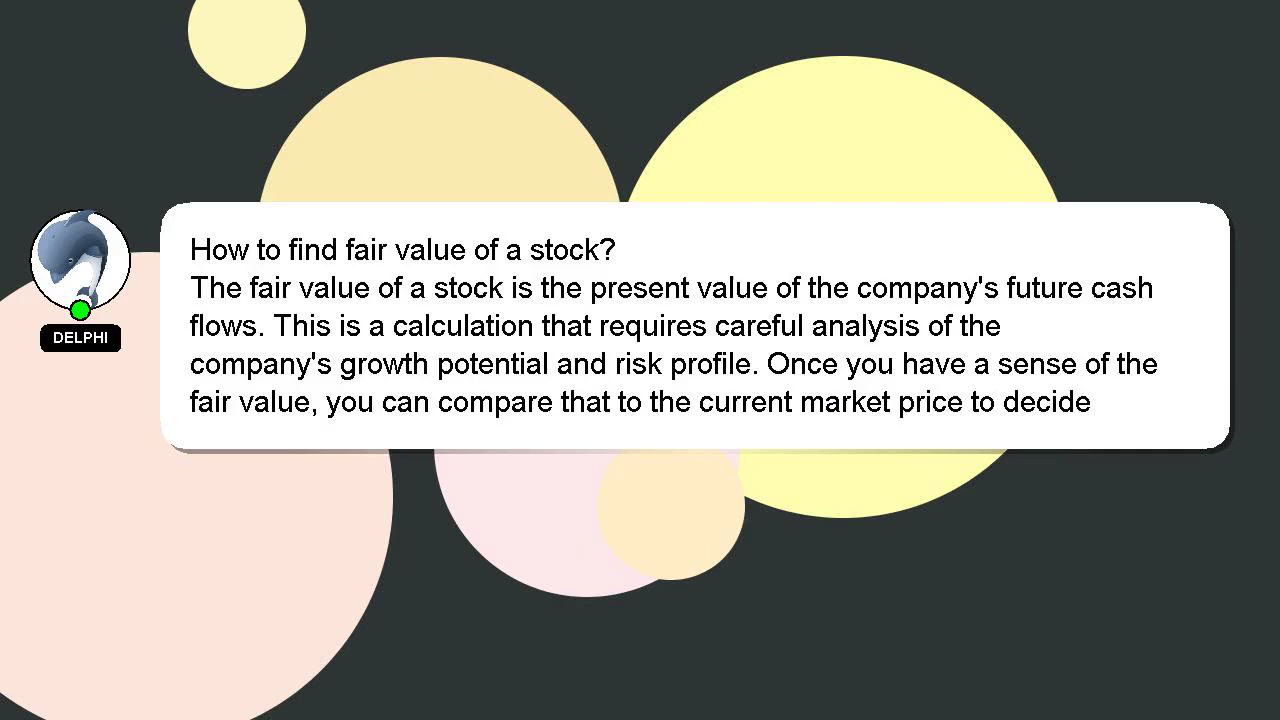 How to find fair value of a stock?
The fair value of a stock is the present value of the company's future cash
flows. This is a calculation that requires careful analysis of the
company's growth potential and risk profile. Once you have a sense of the
fair value, you can compare that to the current market price to decide
DELPHI